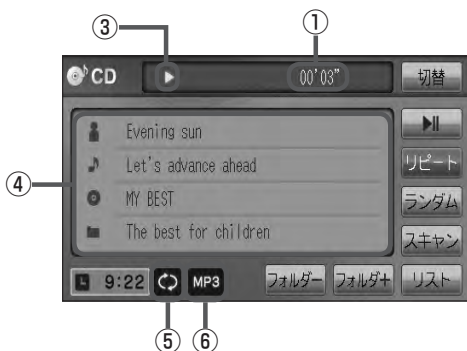 ③ ①
CD 00'03" 切替
Evening sun
Let's advance ahead
リピート
④
MY BEST
ランダム
The best for children
スキャン
9:22 MP3 フォルダー フォルダ+ リスト
⑤ ⑥